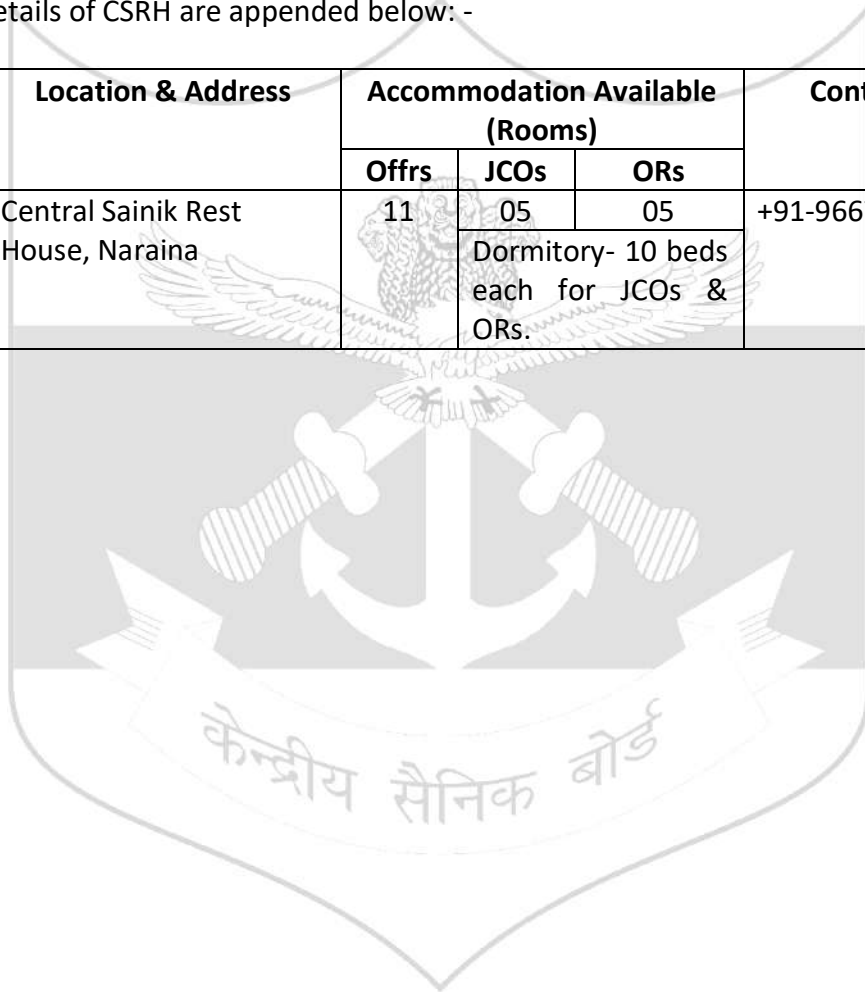 etails of CSRH are appended below: -
Location & Address
Accommodation Available
(Rooms)
Cont
Offrs
JCOs
ORs
Central Sainik Rest
House, Naraina
11
05
05
+91-966
Dormitory- 10 beds
each for JCOs &
ORs.
केन्द्रीय सैनिक बोर्ड